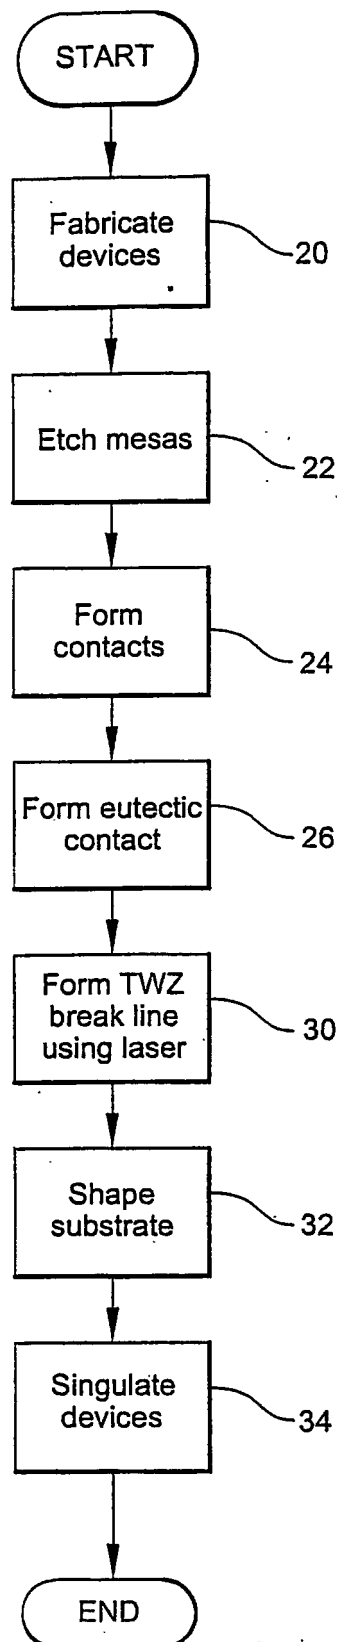 START
Fabricate
devices
20
Etch mesas
22
Form
contacts
24
Form eutectic
contact
26
Form TWZ
break line
using laser
30
Shape
substrate
32
Singulate
devices
34
END